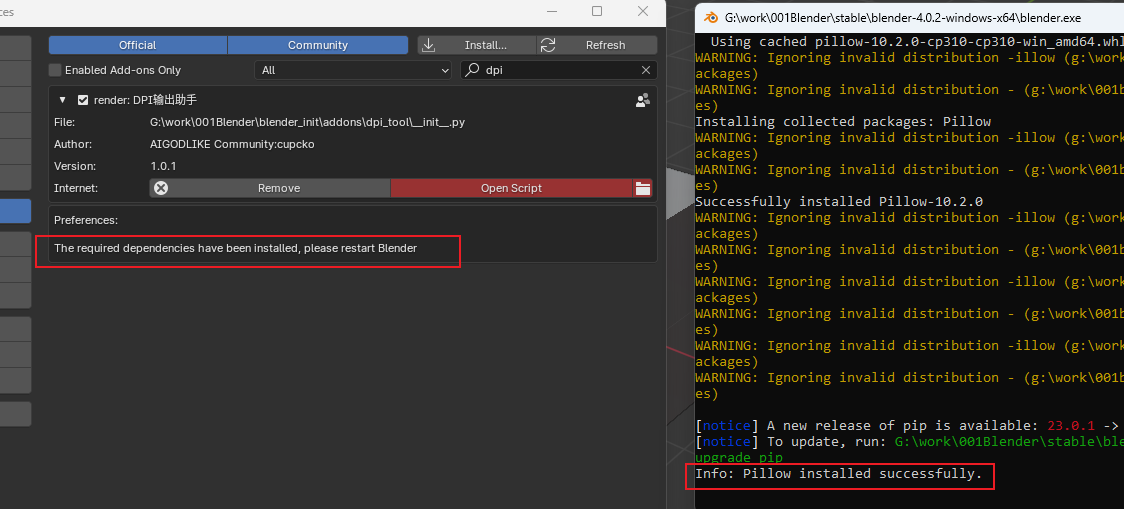 ces
Official
Community
Install...
Refresh
Enabled Add-ons Only
All
dpi
render: DPI输出助手
File:
G:\work\001Blender\blender_init\addons\dpi_tool\__init__.py
Author:
AIGODLIKE Community:cupcko
Version:
1.0.1
Internet:
Remove
Open Script
Preferences:
The required dependencies have been installed, please restart Blender
G:\work\001Blender\stable\blender-4.0.2-windows-x64\blender.exe
Using cached pillow-10.2.0-cp310-cp310-win_amd64.whl
WARNING: Ignoring invalid distribution -illow (g:\work
ackages)
WARNING: Ignoring invalid distribution - (g:\work\001b
es)
Installing collected packages: Pillow
WARNING: Ignoring invalid distribution -illow (g:\work
ackages)
WARNING: Ignoring invalid distribution - (g:\work\001b
es)
Successfully installed Pillow-10.2.0
WARNING: Ignoring invalid distribution -illow (g:\work
ackages)
WARNING: Ignoring invalid distribution - (g:\work\001b
es)
WARNING: Ignoring invalid distribution -illow (g:\work
ackages)
WARNING: Ignoring invalid distribution - (g:\work\001b
es)
WARNING: Ignoring invalid distribution -illow (g:\work
ackages)
WARNING: Ignoring invalid distribution - (g:\work\001b
es)
[notice] A new release of pip is available: 23.0.1 ->
[notice] To update, run: G:\work\001Blender\stable\ble
upgrade pip
Info: Pillow installed successfully.